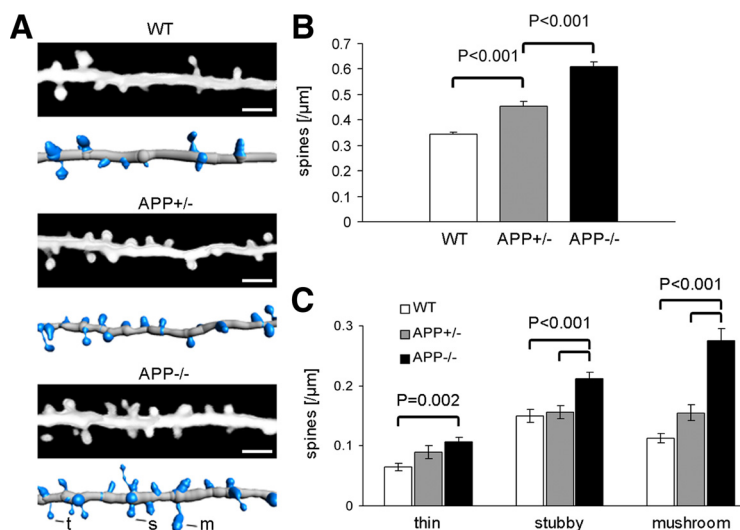 A
WT
APP+/-
APP-/-
t
s
m
B
P<0.001
P<0.001
0.7
0.6
0.5
0.4
0.3
0.2
0.1
0
spines [/µm]
WT APP+/- APP-/-
C
WT
APP+/-
APP-/-
P=0.002
P<0.001
P<0.001
0.3
0.2
0.1
0
spines [/µm]
thin stubby mushroom